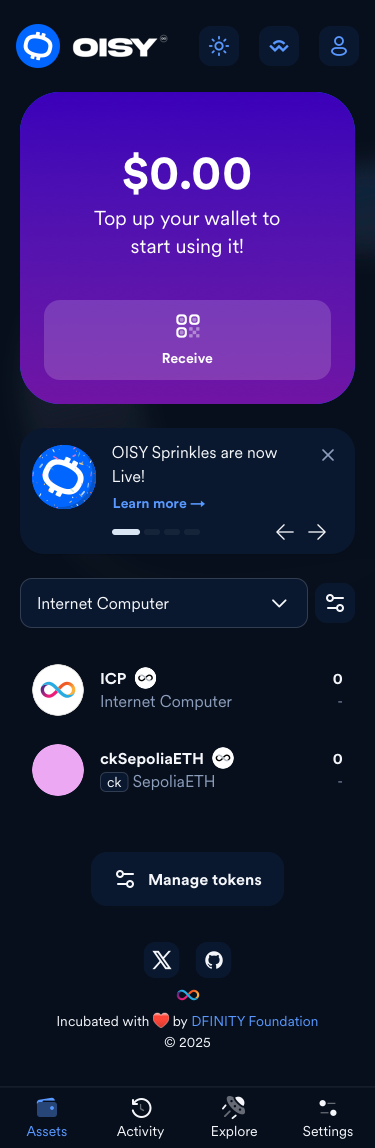 OISY
$0.00
Top up your wallet to
start using it!
Receive
OISY Sprinkles are now
Live!
Learn more →
Internet Computer
ICP 0
Internet Computer -
ckSepoliaETH 0
ck SepoliaETH -
Manage tokens
Incubated with ❤️ by DFINITY Foundation
© 2025
Assets Activity Explore Settings